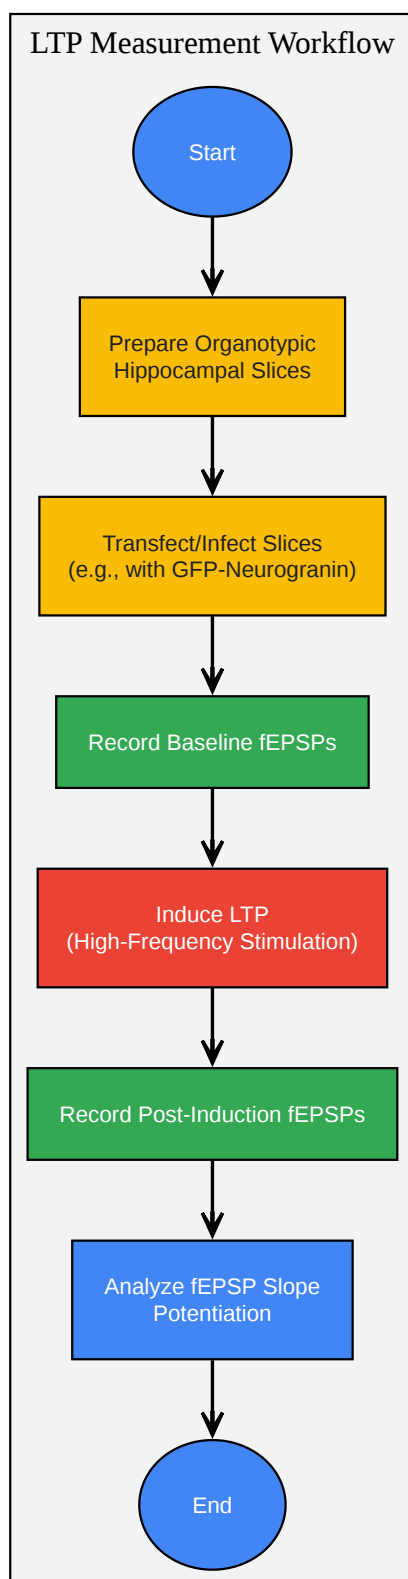 LTP Measurement Workflow
Start
Prepare Organotypic
Hippocampal Slices
Transfect/Infect Slices
(e.g., with GFP-Neurogranin)
Record Baseline fEPSPs
Induce LTP
(High-Frequency Stimulation)
Record Post-Induction fEPSPs
Analyze fEPSP Slope
Potentiation
End